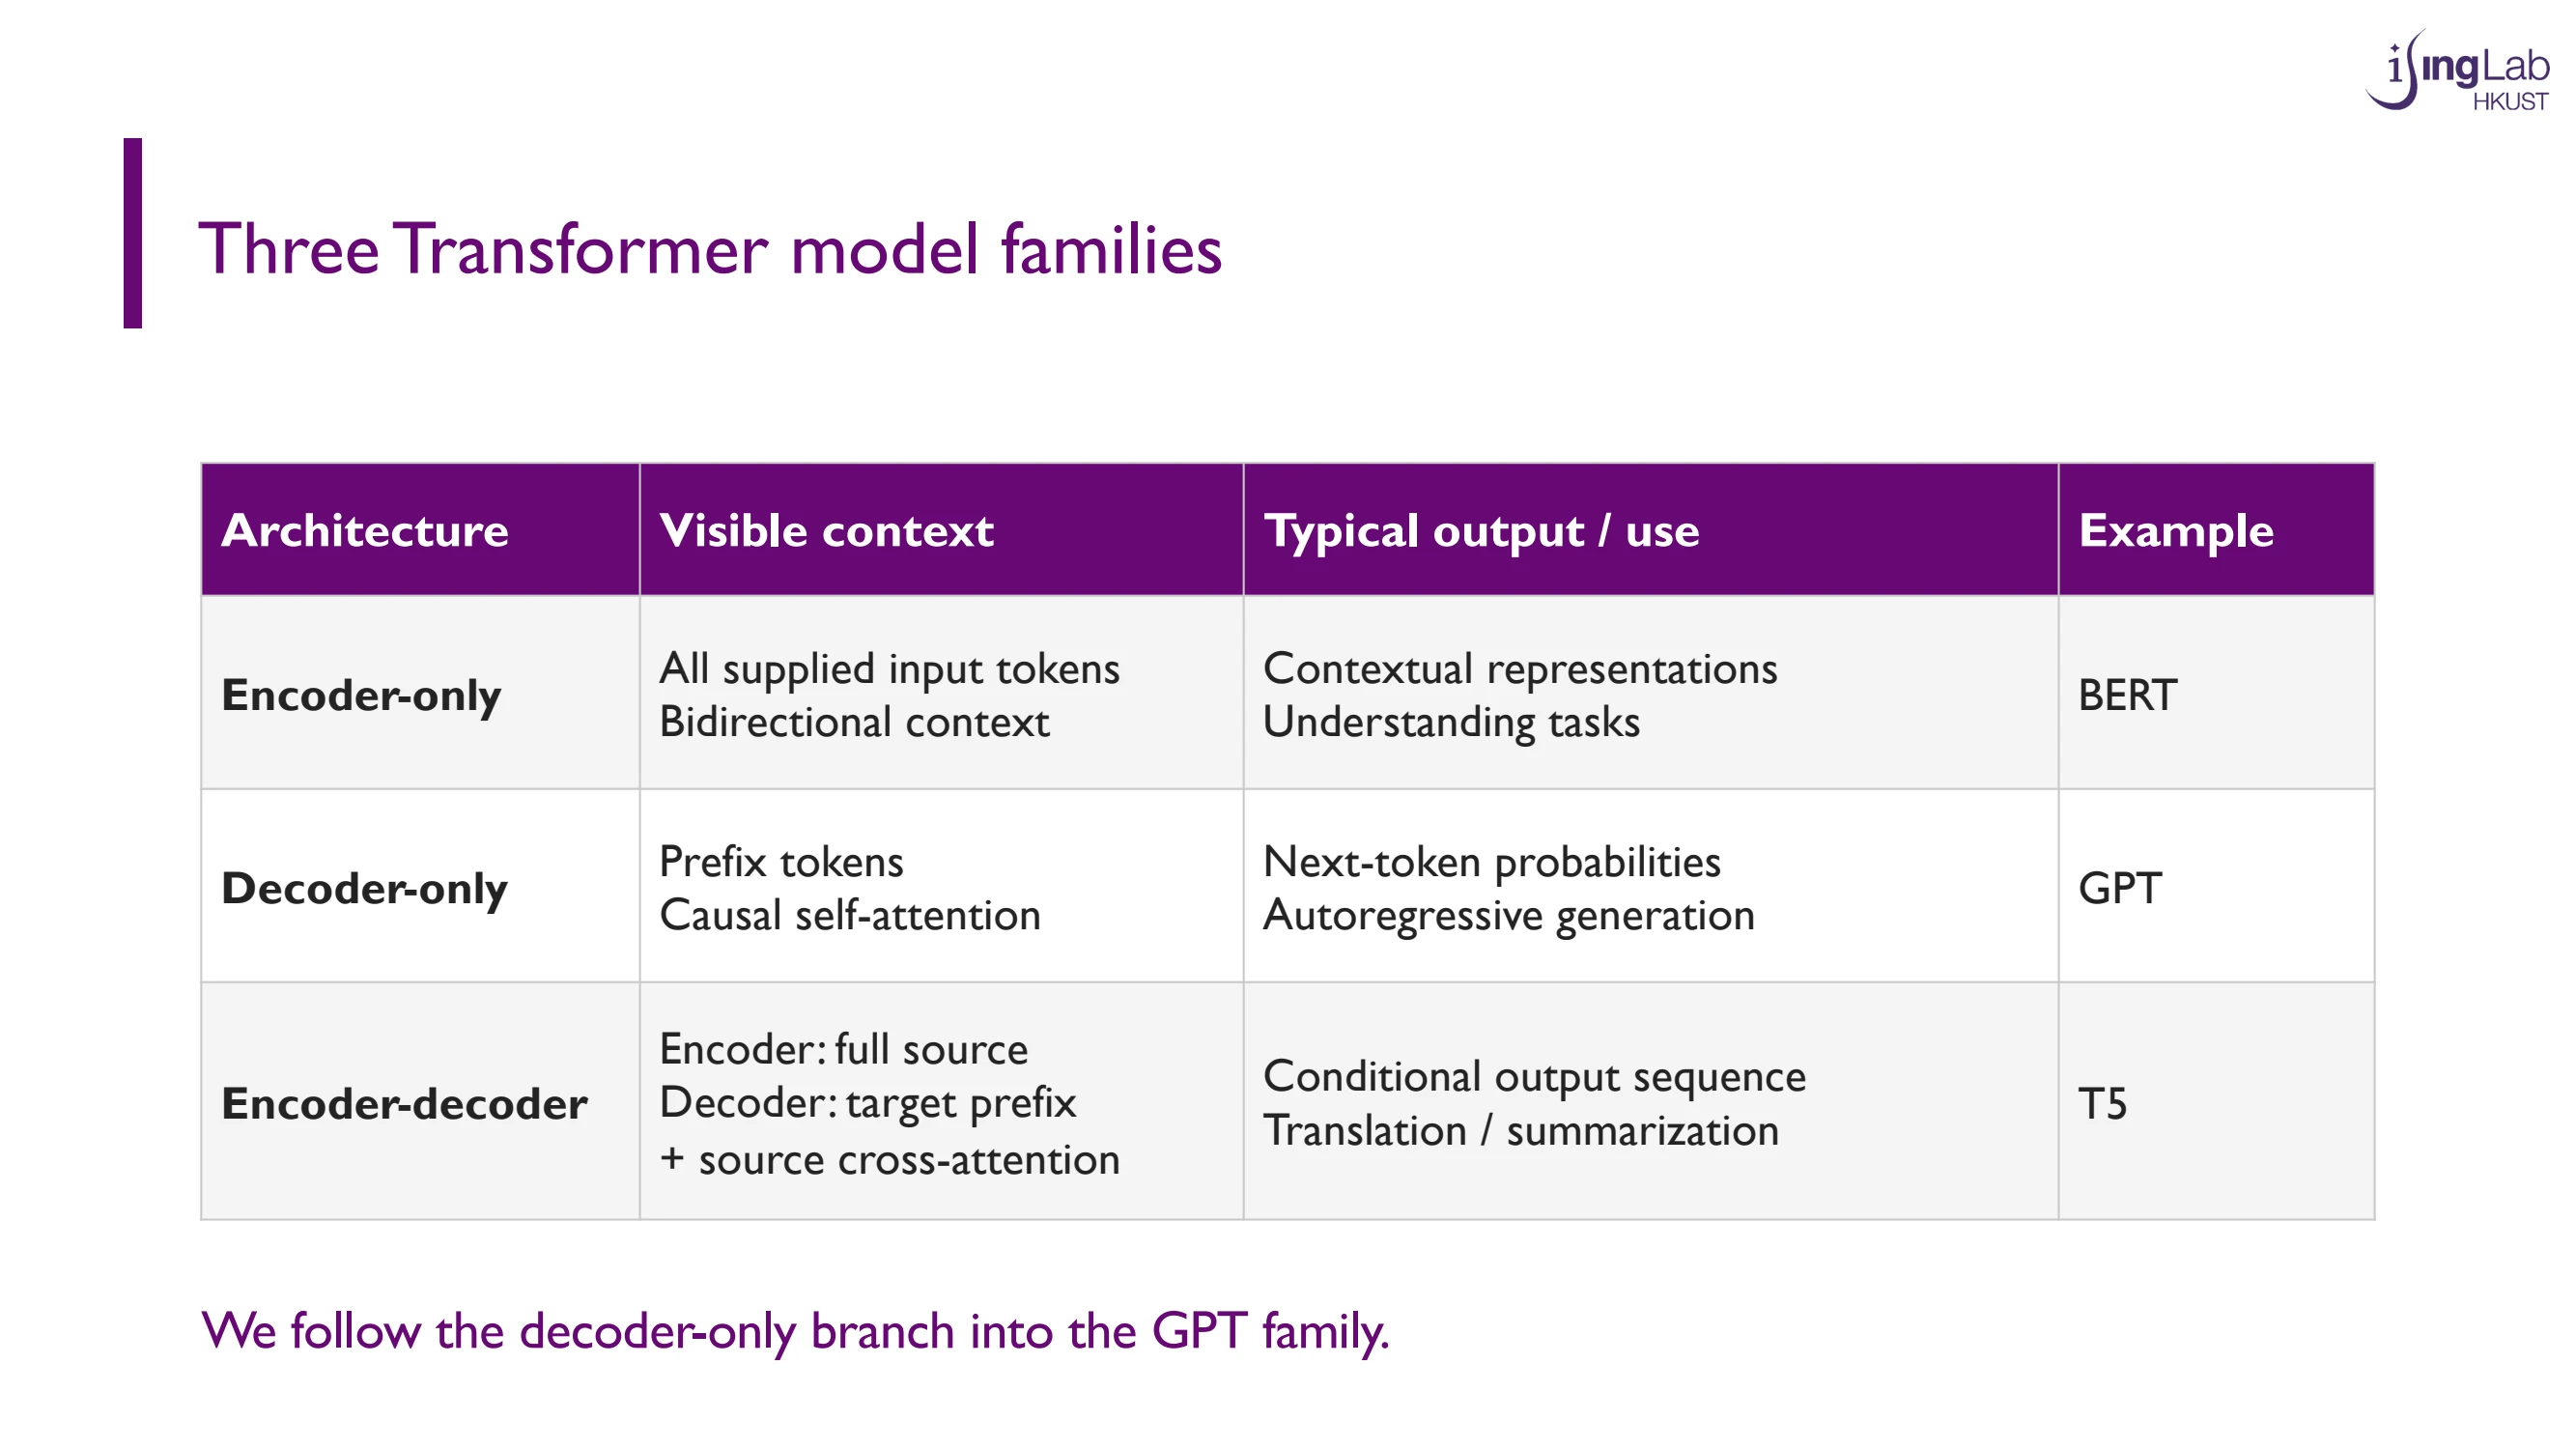 iSingLab
HKUST
Three Transformer model families
Architecture
Visible context
Typical output / use
Example
Encoder-only
All supplied input tokens
Bidirectional context
Contextual representations
Understanding tasks
BERT
Decoder-only
Prefix tokens
Causal self-attention
Next-token probabilities
Autoregressive generation
GPT
Encoder-decoder
Encoder: full source
Decoder: target prefix
+ source cross-attention
Conditional output sequence
Translation / summarization
T5
We follow the decoder-only branch into the GPT family.